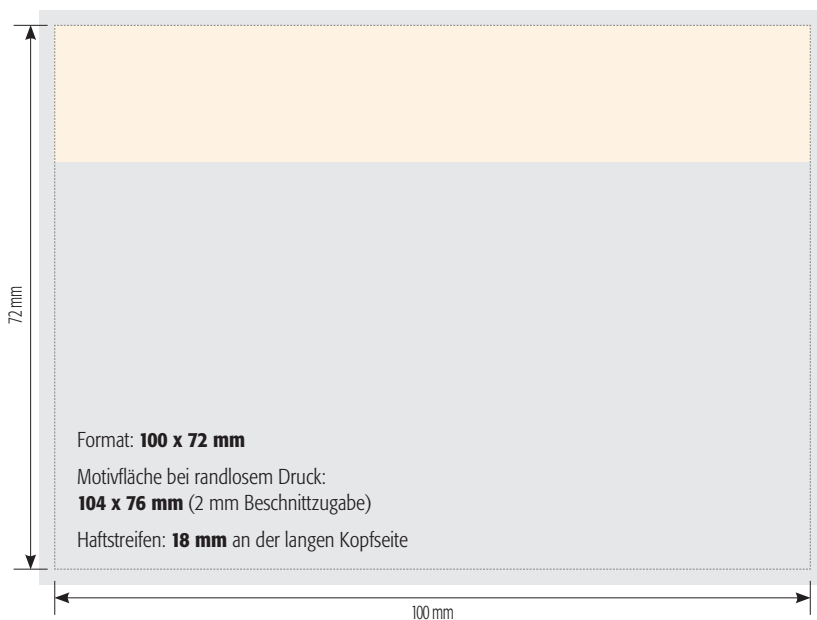 72 mm
Format: 100 x 72 mm
Motivfläche bei randlosem Druck:
104 x 76 mm (2 mm Beschnittzugabe)
Haftstreifen: 18 mm an der langen Kopfseite
100 mm